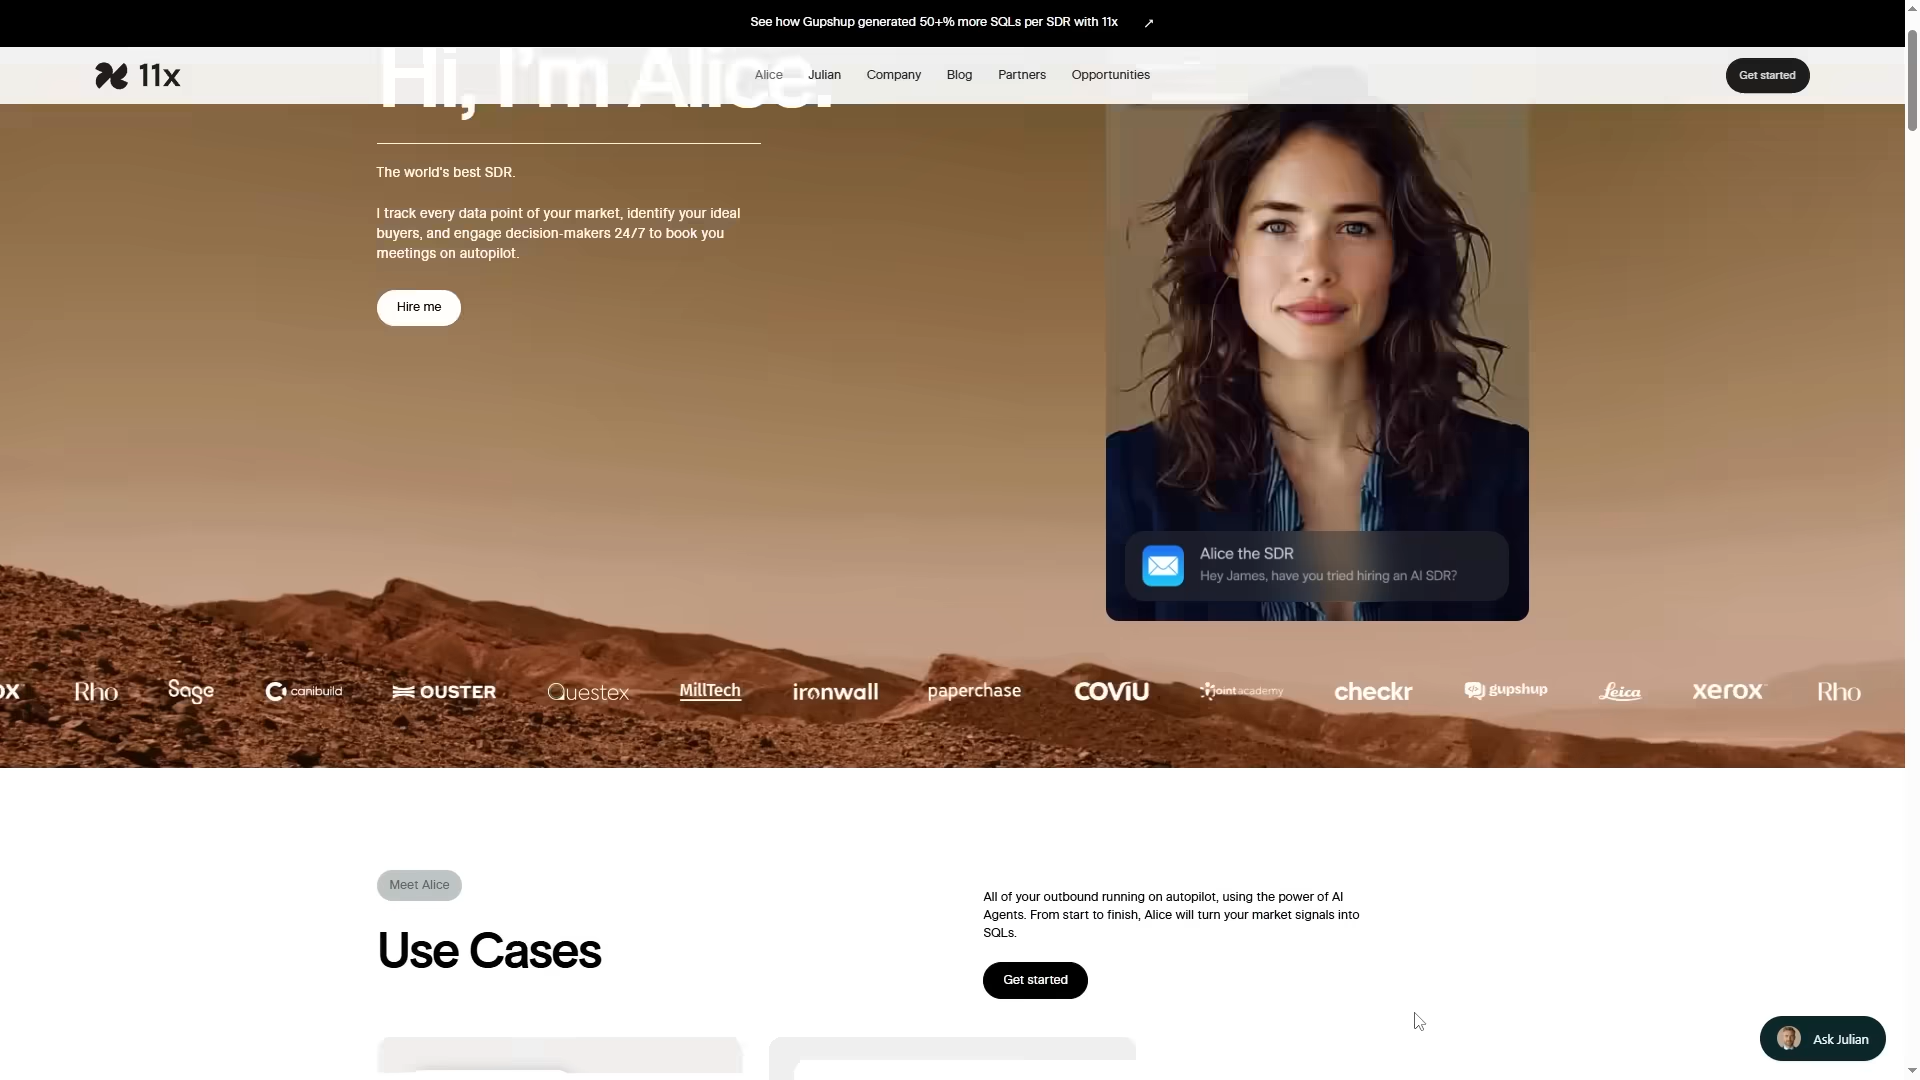 See how Gupshup generated 50+% more SQLs per SDR with 11x ↗
11x
Alice
Julian
Company
Blog
Partners
Opportunities
Get started
Hi, I'm Alice.
The world's best SDR.
I track every data point of your market, identify your ideal
buyers, and engage decision-makers 24/7 to book you
meetings on autopilot.
Hire me
Alice the SDR
Hey James, have you tried hiring an AI SDR?
ox
Rho
Sage
canibuild
OUSTER
Questex
MillTech
ironwall
paperchase
COVIU
joint academy
checkr
gupshup
Leica
xerox
Rho
Meet Alice
Use Cases
All of your outbound running on autopilot, using the power of AI
Agents. From start to finish, Alice will turn your market signals into
SQLs.
Get started
Ask Julian